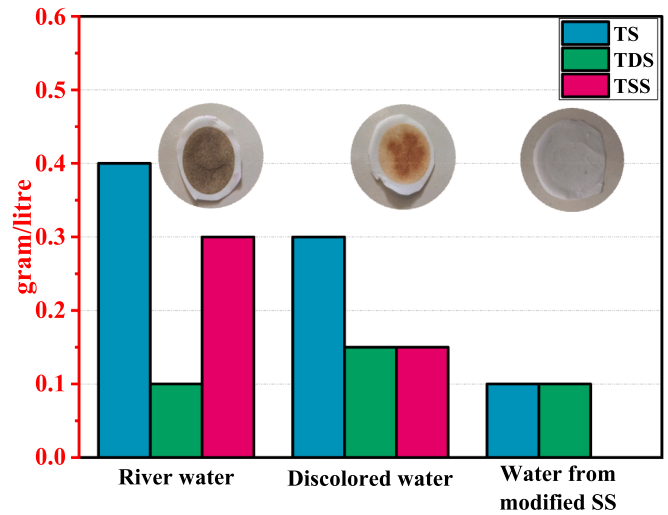 0.6
0.5
0.4
0.3
0.2
0.1
0.0
gram/litre
TS
TDS
TSS
River water
Discolored water
Water from
modified SS